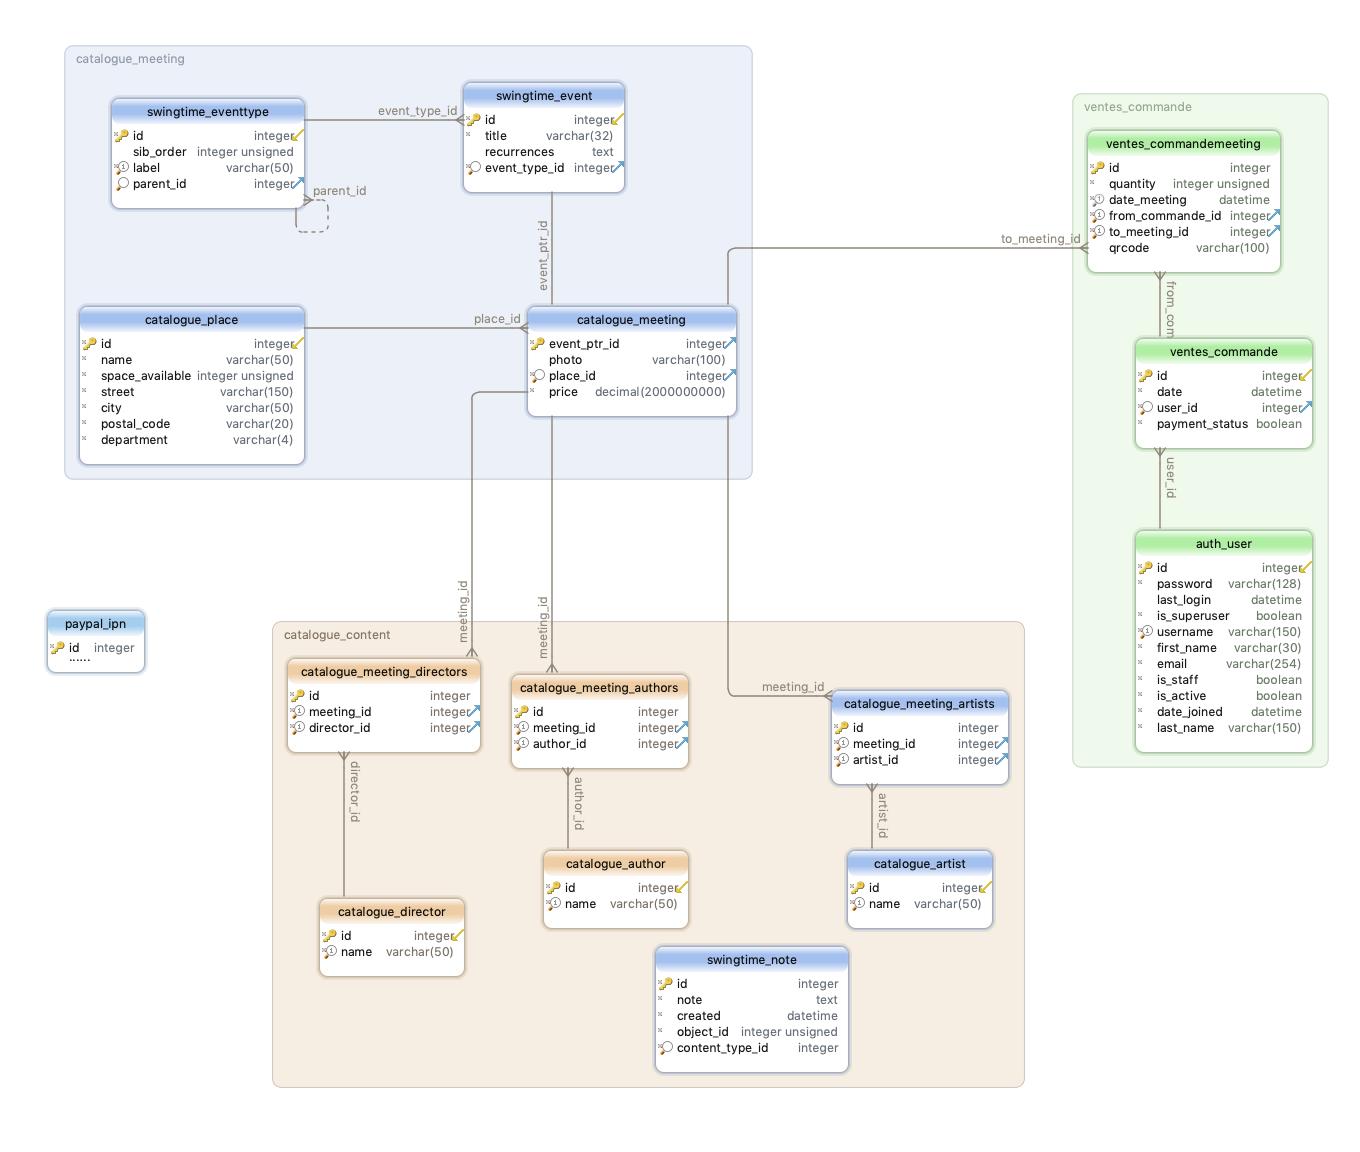 catalogue_meeting
swingtime_eventtype
id integer
sib_order integer unsigned
label varchar(50)
parent_id integer
parent_id
event_type_id
swingtime_event
id integer
title varchar(32)
recurrences text
event_type_id integer
event_ptr_id
catalogue_place
id integer
name varchar(50)
space_available integer unsigned
street varchar(150)
city varchar(50)
postal_code varchar(20)
department varchar(4)
place_id
catalogue_meeting
event_ptr_id integer
photo varchar(100)
place_id integer
price decimal(2000000000)
to_meeting_id
ventes_commande
ventes_commandemeeting
id integer
quantity integer unsigned
date_meeting datetime
from_commande_id integer
to_meeting_id integer
qrcode varchar(100)
from_com
ventes_commande
id integer
date datetime
user_id integer
payment_status boolean
user_id
auth_user
id integer
password varchar(128)
last_login datetime
is_superuser boolean
username varchar(150)
first_name varchar(30)
email varchar(254)
is_staff boolean
is_active boolean
date_joined datetime
last_name varchar(150)
paypal_ipn
id integer
......
meeting_id
meeting_id
meeting_id
catalogue_content
catalogue_meeting_directors
id integer
meeting_id integer
director_id integer
catalogue_meeting_authors
id integer
meeting_id integer
author_id integer
catalogue_meeting_artists
id integer
meeting_id integer
artist_id integer
director_id
author_id
artist_id
catalogue_director
id integer
name varchar(50)
catalogue_author
id integer
name varchar(50)
catalogue_artist
id integer
name varchar(50)
swingtime_note
id integer
note text
created datetime
object_id integer unsigned
content_type_id integer